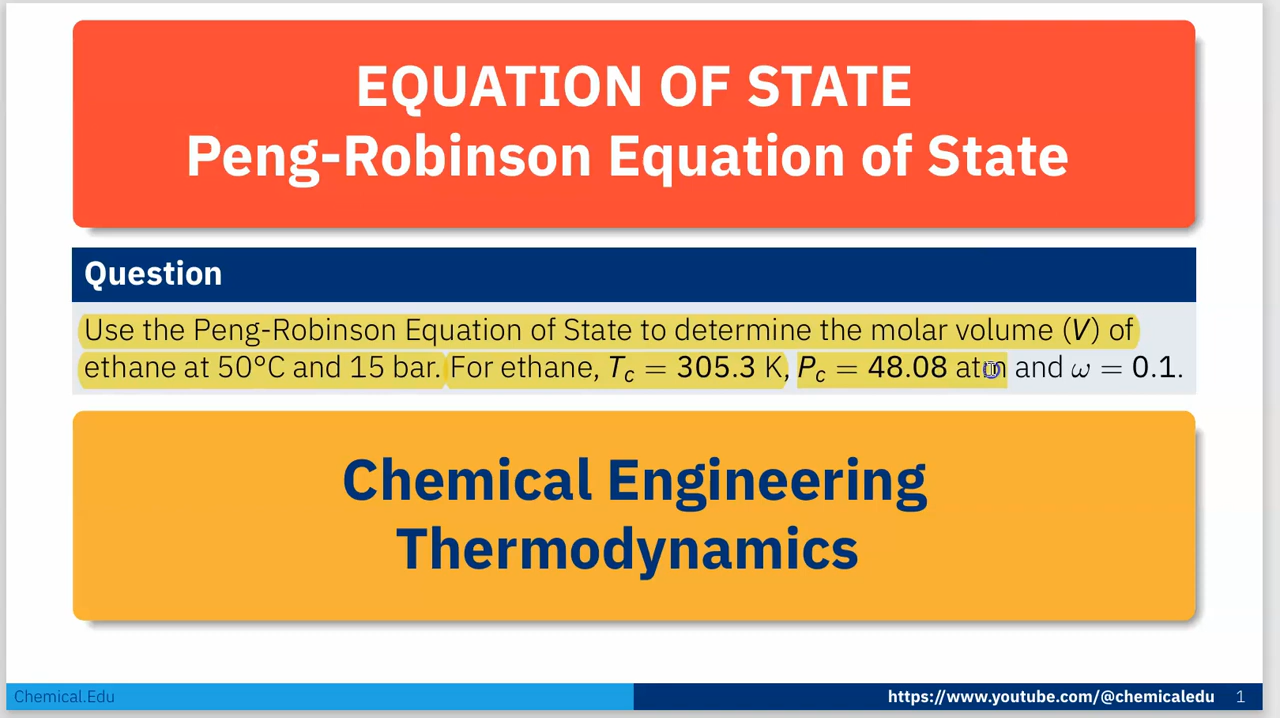 EQUATION OF STATE
Peng-Robinson Equation of State
Question
Use the Peng-Robinson Equation of State to determine the molar volume (V) of
ethane at 50°C and 15 bar. For ethane, T_c = 305.3 K, P_c = 48.08 atm and ω = 0.1.
Chemical Engineering
Thermodynamics
Chemical.Edu
https://www.youtube.com/@chemicaledu 1